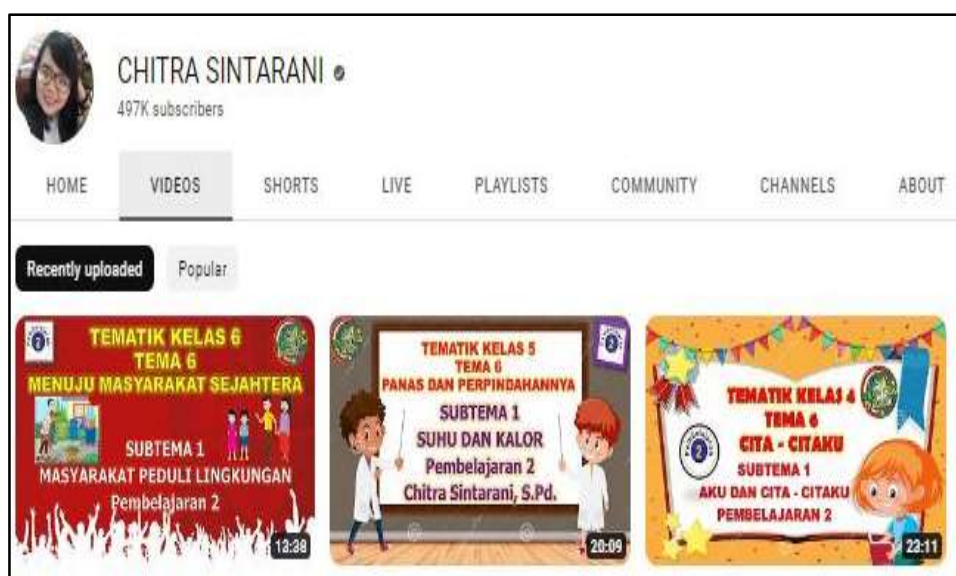 CHITRA SINTARANI
497K subscribers
HOME VIDEOS SHORTS LIVE PLAYLISTS COMMUNITY CHANNELS ABOUT
Recently uploaded Popular
TEMATIK KELAS 6
TEMA 6
MENUJU MASYARAKAT SEJAHTERA
SUBTEMA 1
MASYARAKAT PEDULI LINGKUNGAN
Pembelajaran 2
13:38
TEMATIK KELAS 5
TEMA 6
PANAS DAN PERPINDAHANNYA
SUBTEMA 1
SUHU DAN KALOR
Pembelajaran 2
Chitra Sintarani, S.Pd.
2
20:09
TEMATIK KELAS 4
TEMA 6
CITA - CITAKU
2
SUBTEMA 1
AKU DAN CITA - CITAKU
PEMBELAJARAN 2
23:11